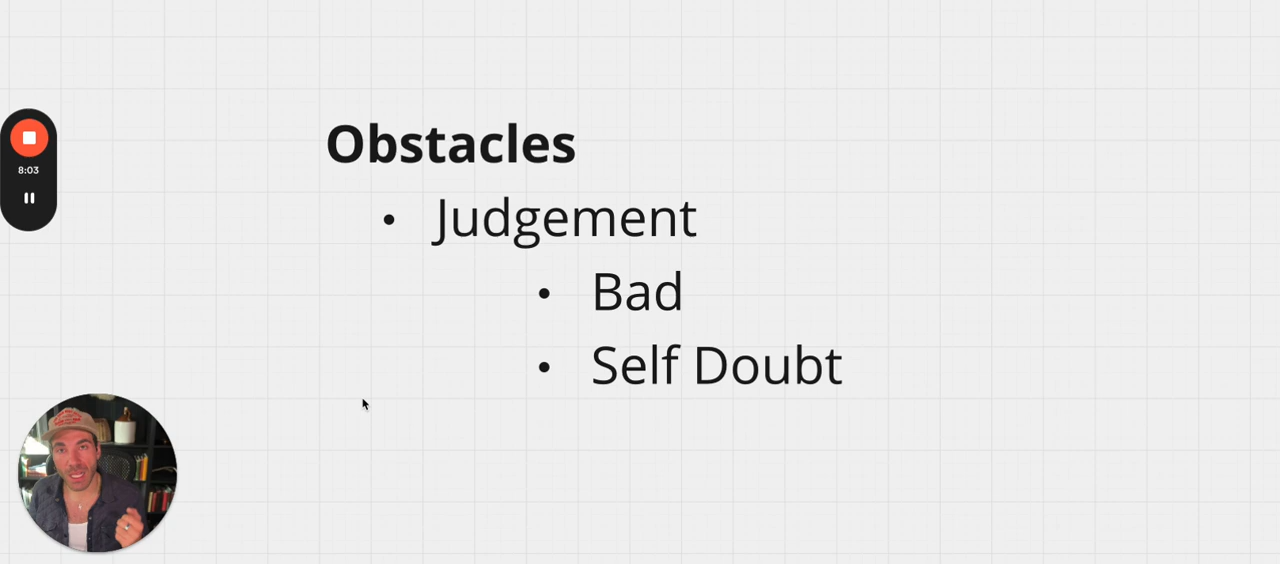 Obstacles
• Judgement
• Bad
• Self Doubt
8:03